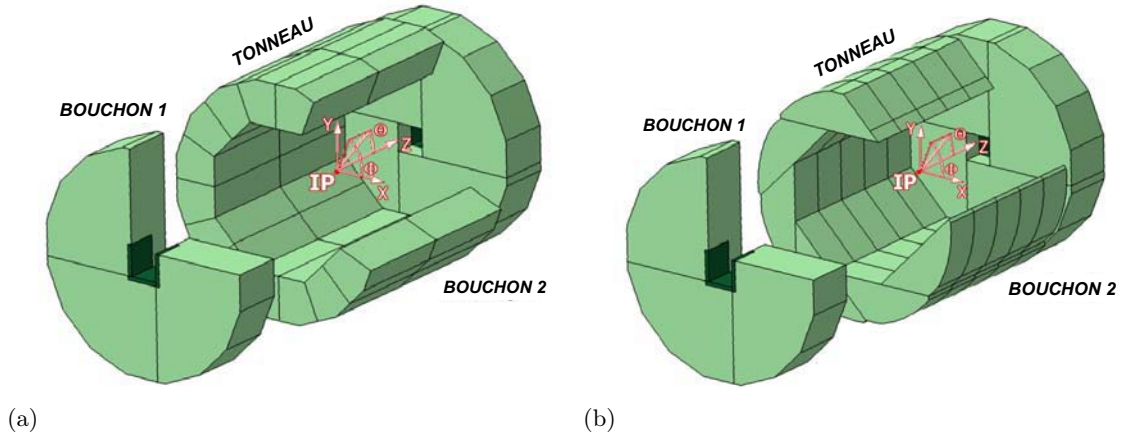 TONNEAU
BOUCHON 1
Y
Θ
Z
IP
Φ
X
BOUCHON 2
(a)
TONNEAU
BOUCHON 1
Y
Θ
Z
IP
Φ
X
BOUCHON 2
(b)